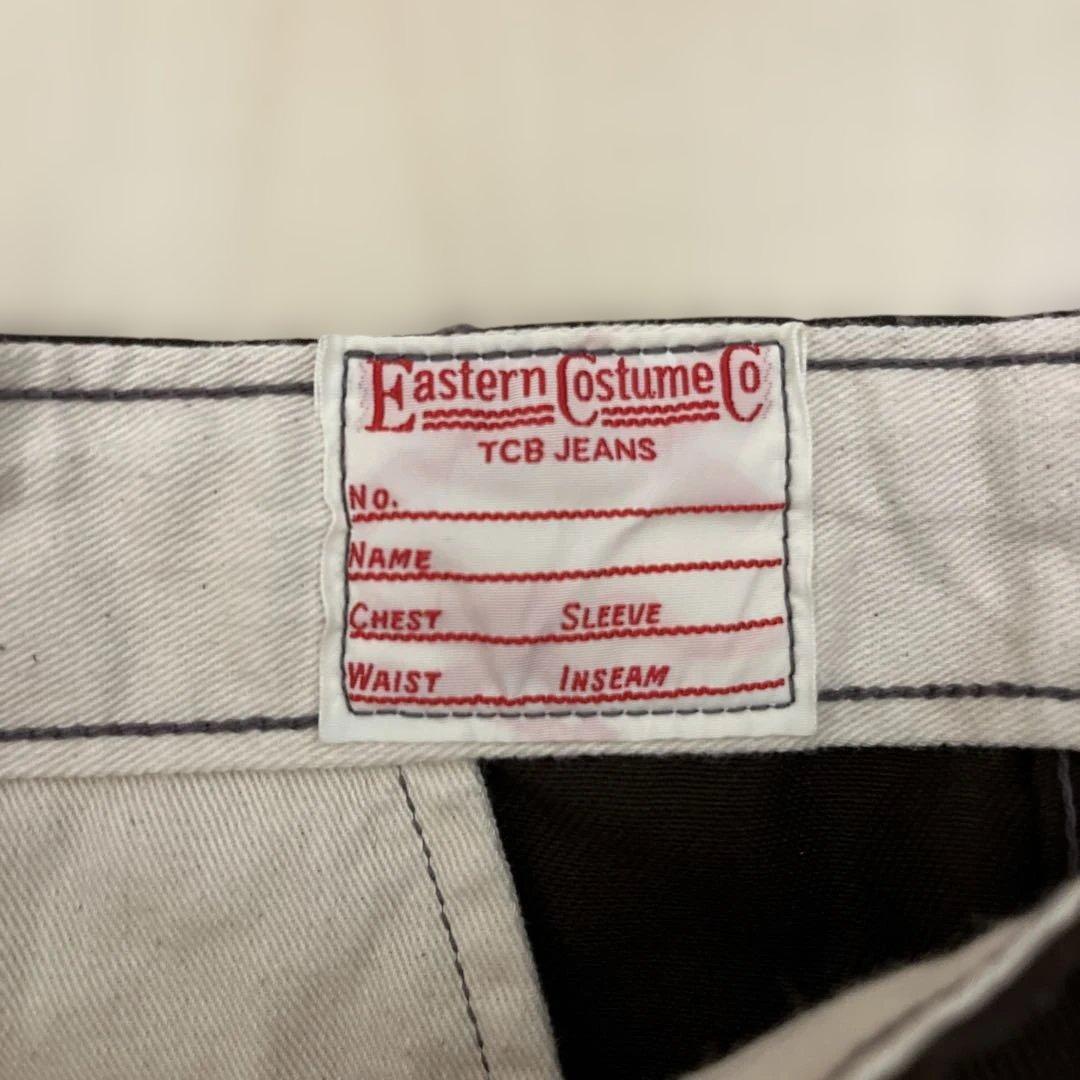 Eastern Costume Co
TCB JEANS
No.
NAME
CHEST SLEEVE
WAIST INSEAM